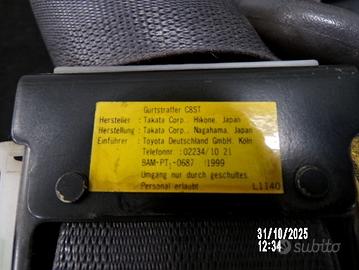 Gurtstraffer C8ST
Hersteller : Takata Corp., Hikone, Japan
Herstellung : Takata Corp., Nagahama, Japan
Einführer : Toyota Deutschland GmbH, Köln
Telefonnr. :02234/10 21
BAM-PT₁-0687 1999
Umgang nur durch geschultes
Personal erlaubt L1140
31/10/2025
12:34
subito